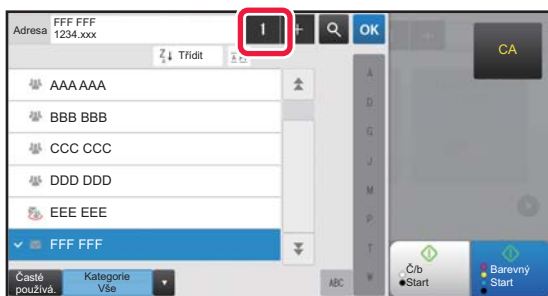 Adresa
FFF FFF
1234.xxx
1
+
OK
CA
Z↓ Třídit
A
AAA AAA
BBB BBB
D
CCC CCC
G
DDD DDD
J
EEE EEE
M
P
FFF FFF
T
Časté
používá.
Kategorie
Vše
ABC
W
Č/b
Start
Barevný
Start